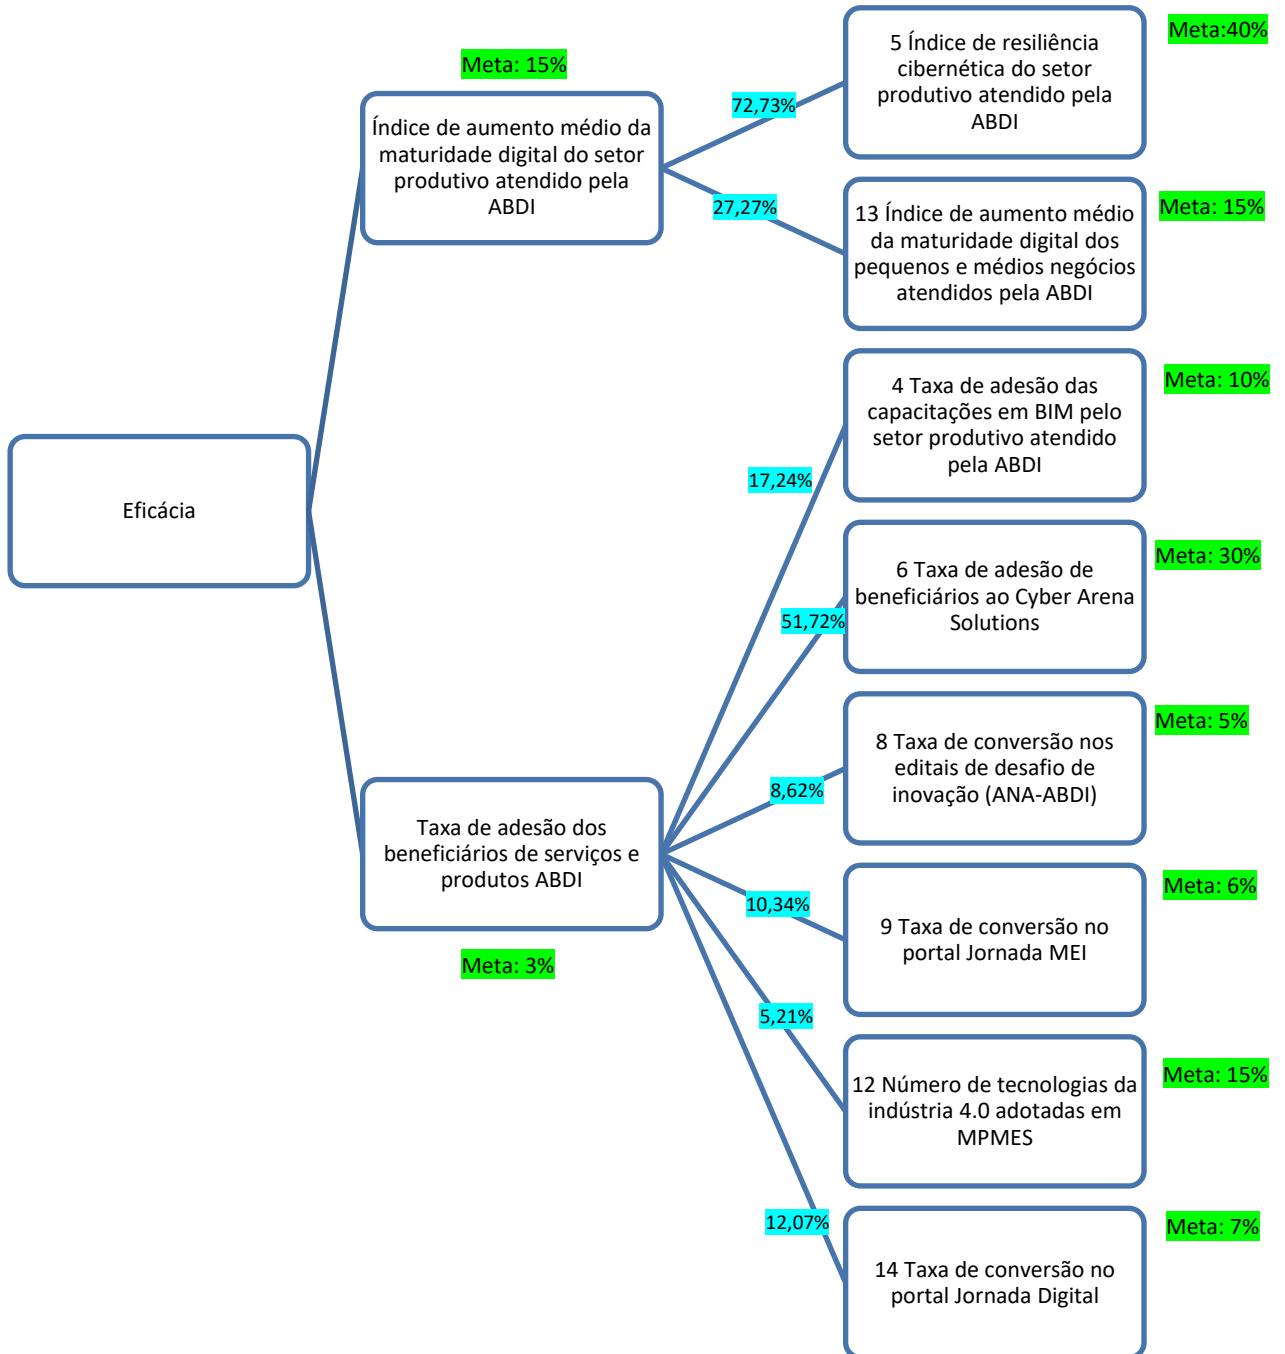 Eficácia
Meta: 15%
Índice de aumento médio da
maturidade digital do setor
produtivo atendido pela
ABDI
72,73%
5 Índice de resiliência
cibernética do setor
produtivo atendido pela
ABDI
Meta:40%
27,27%
13 Índice de aumento médio
da maturidade digital dos
pequenos e médios negócios
atendidos pela ABDI
Meta: 15%
Taxa de adesão dos
beneficiários de serviços e
produtos ABDI
Meta: 3%
17,24%
4 Taxa de adesão das
capacitações em BIM pelo
setor produtivo atendido
pela ABDI
Meta: 10%
51,72%
6 Taxa de adesão de
beneficiários ao Cyber Arena
Solutions
Meta: 30%
8,62%
8 Taxa de conversão nos
editais de desafio de
inovação (ANA-ABDI)
Meta: 5%
10,34%
9 Taxa de conversão no
portal Jornada MEI
Meta: 6%
5,21%
12 Número de tecnologias da
indústria 4.0 adotadas em
MPMES
Meta: 15%
12,07%
14 Taxa de conversão no
portal Jornada Digital
Meta: 7%